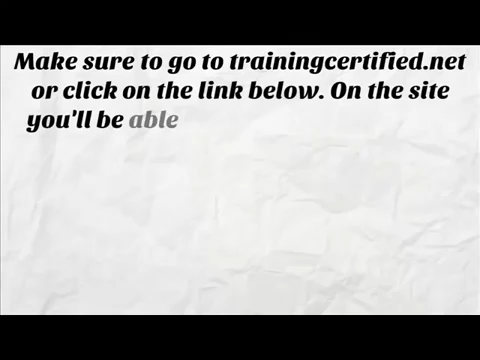 Make sure to go to trainingcertified.net
or click on the link below. On the site
you'll be able